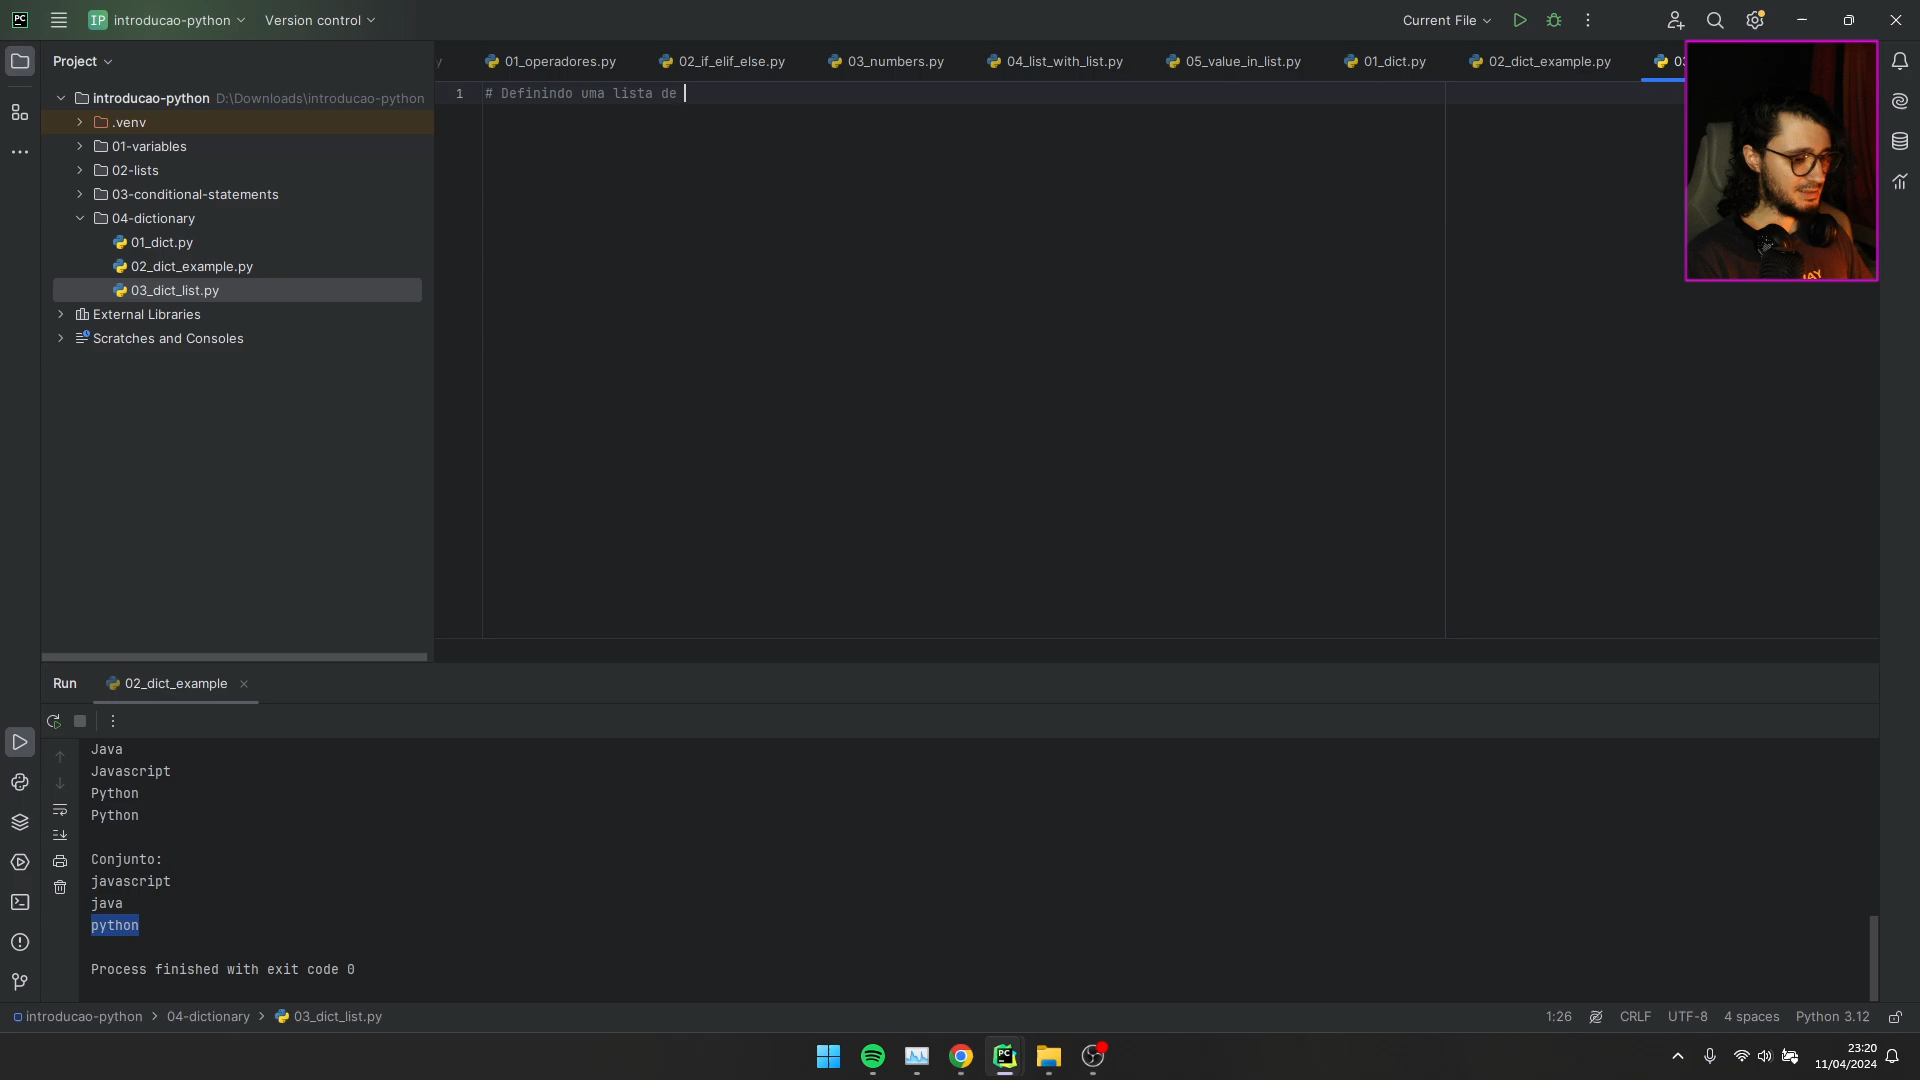 PC
IP introducao-python
Version control
Current File
Project
y
01_operadores.py
02_if_elif_else.py
03_numbers.py
04_list_with_list.py
05_value_in_list.py
01_dict.py
02_dict_example.py
03
introducao-python D:\Downloads\introducao-python
.venv
01-variables
02-lists
03-conditional-statements
04-dictionary
01_dict.py
02_dict_example.py
03_dict_list.py
External Libraries
Scratches and Consoles
1 # Definindo uma lista de
Run
02_dict_example
Java
Javascript
Python
Python
Conjunto:
javascript
java
python
Process finished with exit code 0
introducao-python > 04-dictionary > 03_dict_list.py
1:26
CRLF
UTF-8
4 spaces
Python 3.12
PC
23:20
11/04/2024